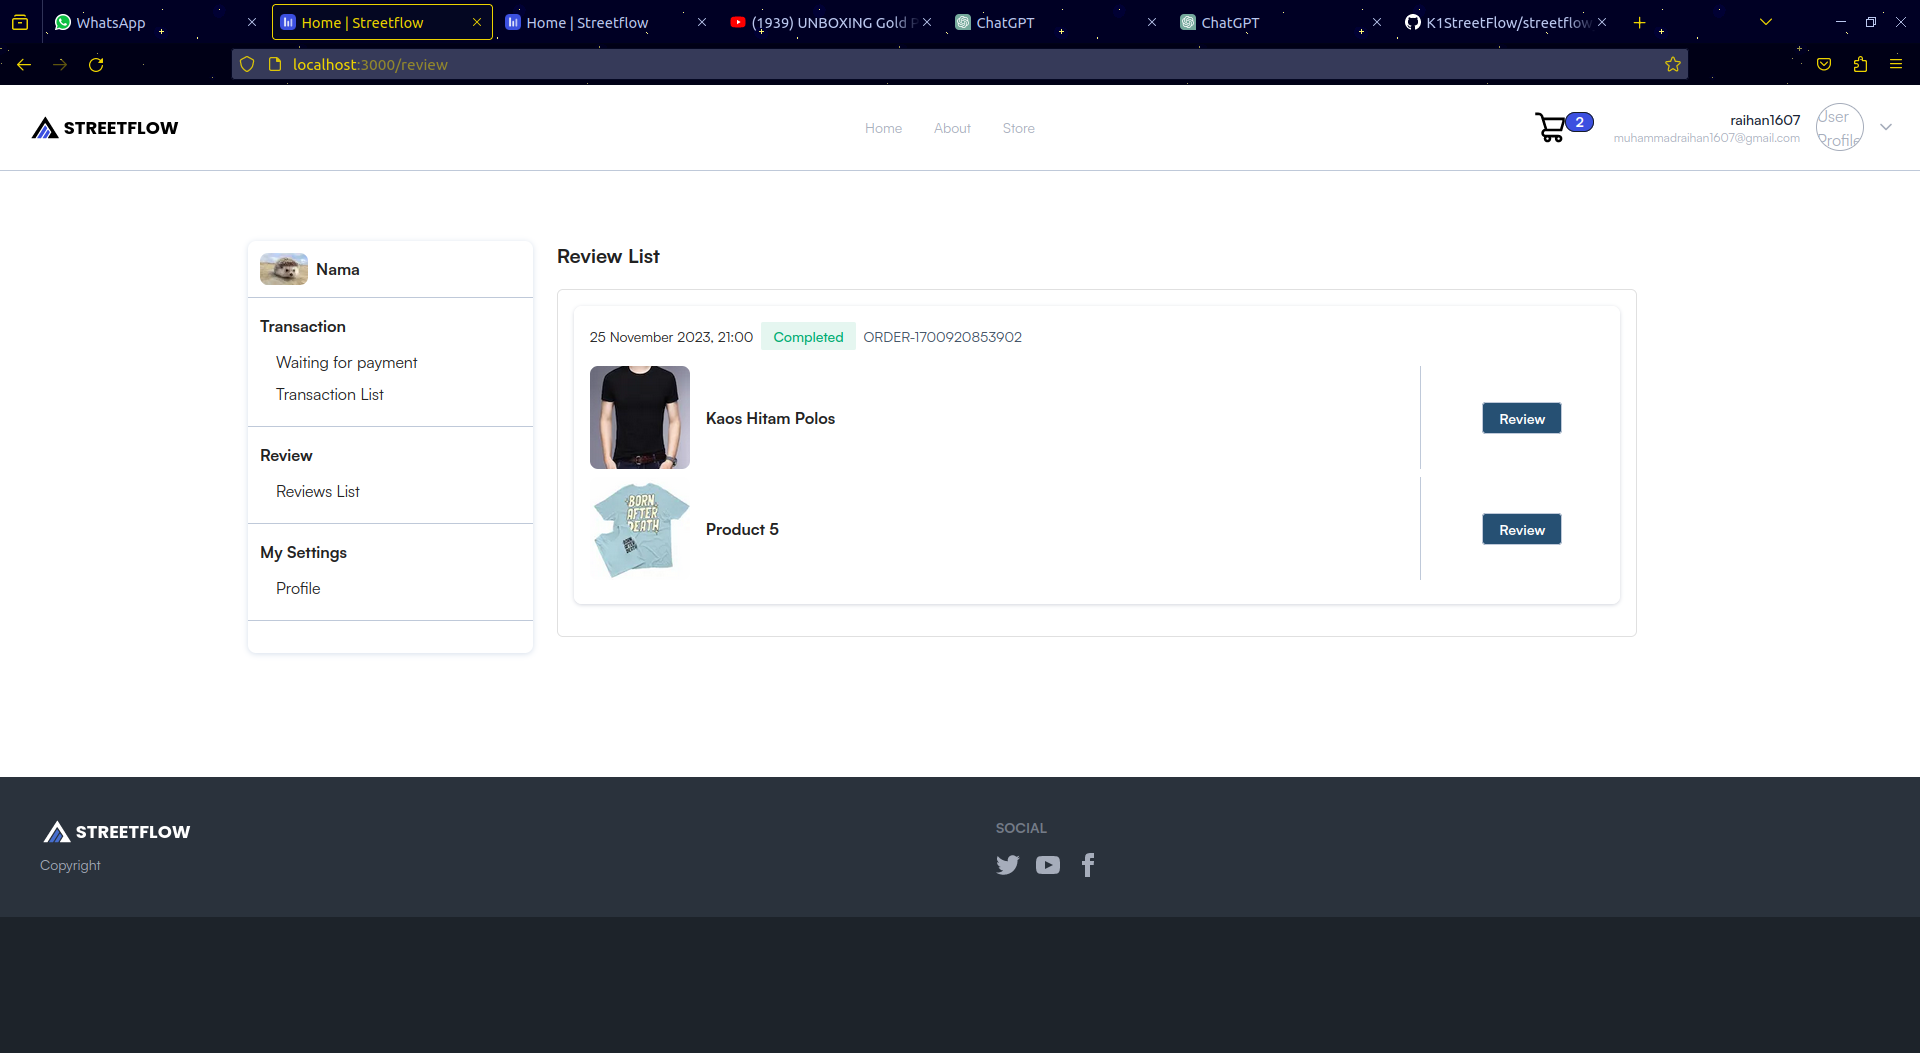 WhatsApp
Home | Streetflow
Home | Streetflow
(1939) UNBOXING Gold P
ChatGPT
ChatGPT
K1StreetFlow/streetflow
localhost:3000/review
STREETFLOW
Home
About
Store
2
raihan1607
muhammadraihan1607@gmail.com
User
Profile
Nama
Transaction
Waiting for payment
Transaction List
Review
Reviews List
My Settings
Profile
Review List
25 November 2023, 21:00
Completed
ORDER-1700920853902
Kaos Hitam Polos
Review
BORN
AFTER
DEATH
BORN
AFTER
DEATH
Product 5
Review
STREETFLOW
Copyright
SOCIAL